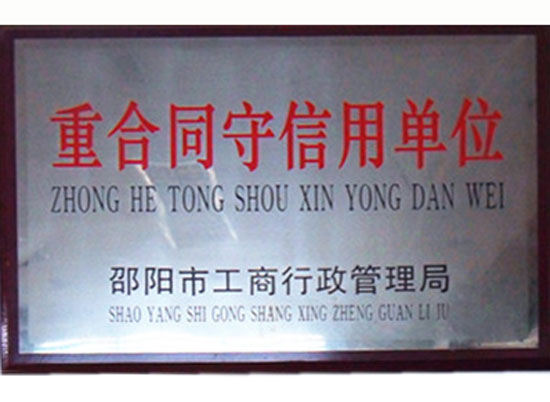 重合同守信用单位
ZHONG HE TONG SHOU XIN YONG DAN WEI
邵阳市工商行政管理局
SHAO YANG SHI GONG SHANG XING ZHENG GUAN LI JU